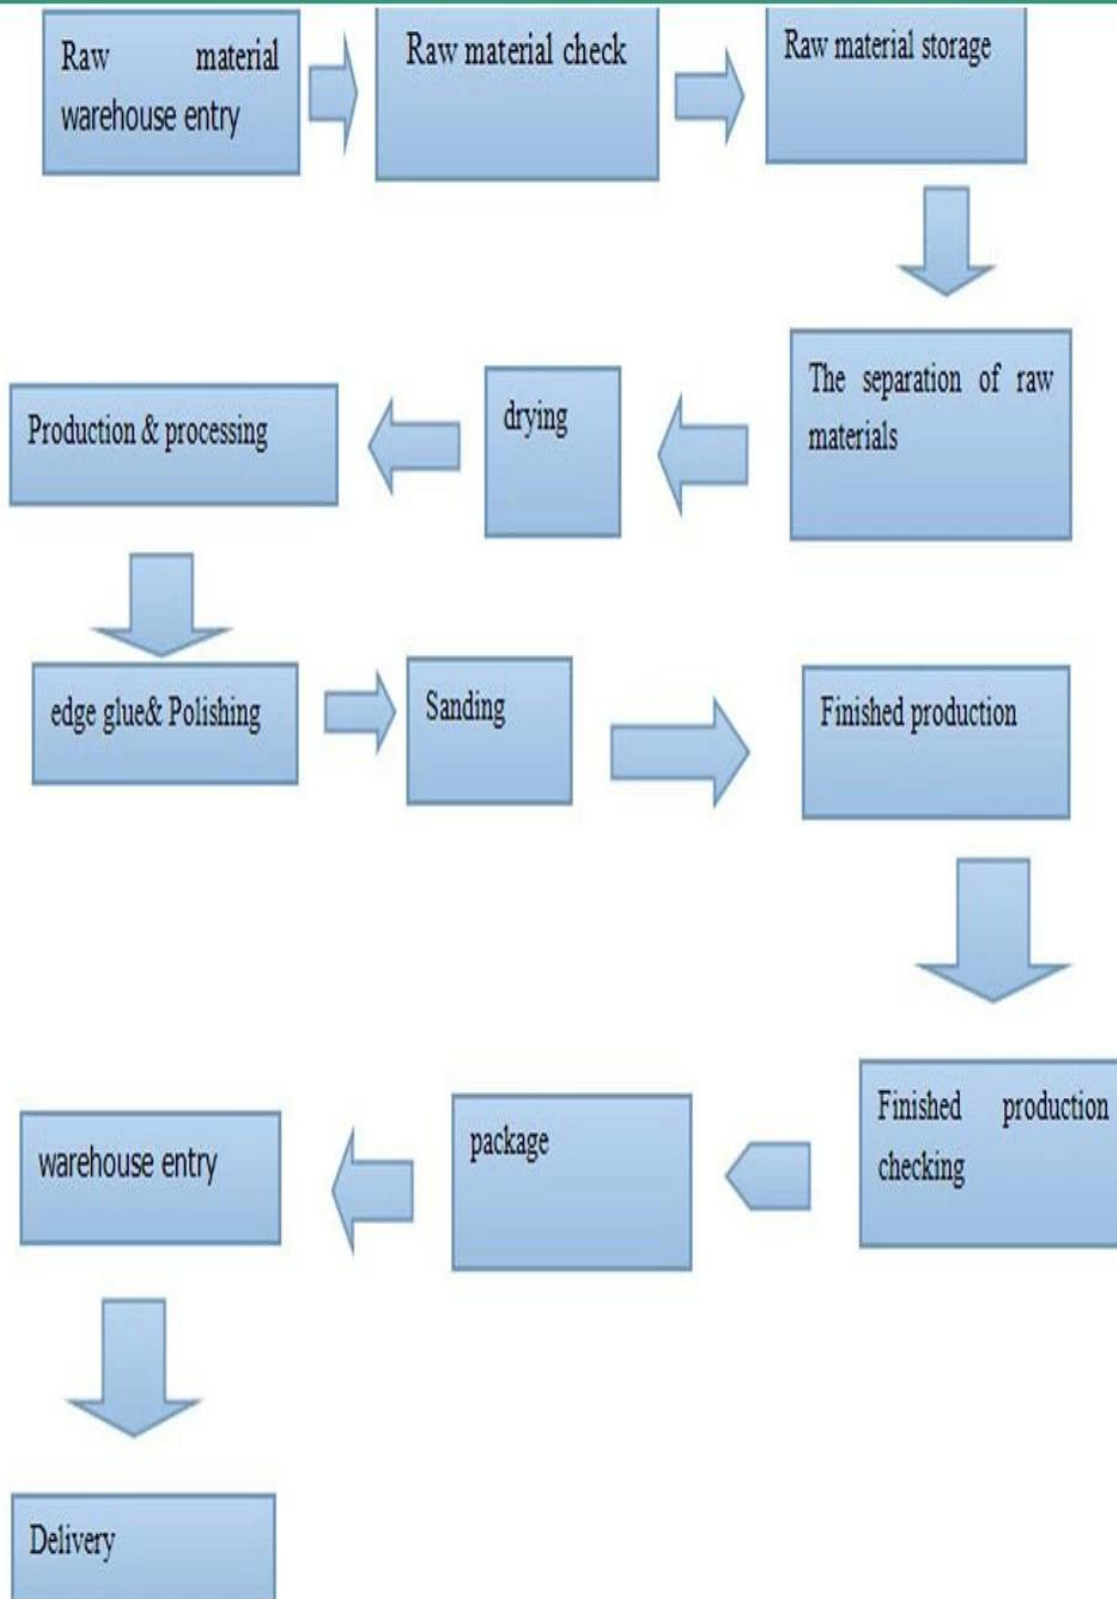 Raw material
warehouse entry
Raw material check
Raw material storage
The separation of raw
materials
drying
Production & processing
edge glue& Polishing
Sanding
Finished production
Finished production
checking
package
warehouse entry
Delivery